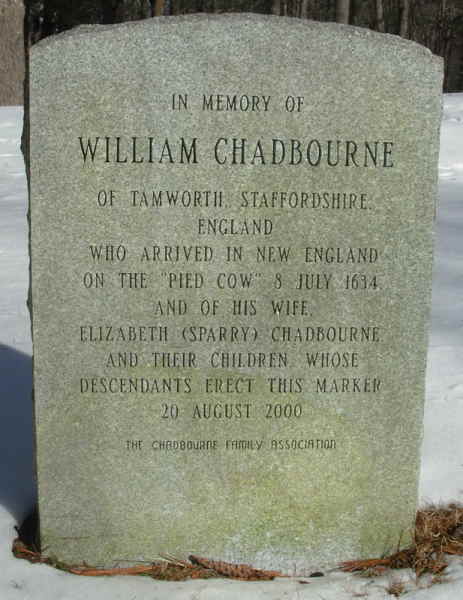 IN MEMORY OF
WILLIAM CHADBOURNE
OF TAMWORTH, STAFFORDSHIRE,
ENGLAND
WHO ARRIVED IN NEW ENGLAND
ON THE "PIED COW" 8 JULY 1634,
AND OF HIS WIFE,
ELIZABETH (SPARRY) CHADBOURNE
AND THEIR CHILDREN, WHOSE
DESCENDANTS ERECT THIS MARKER
20 AUGUST 2000
THE CHADBOURNE FAMILY ASSOCIATION